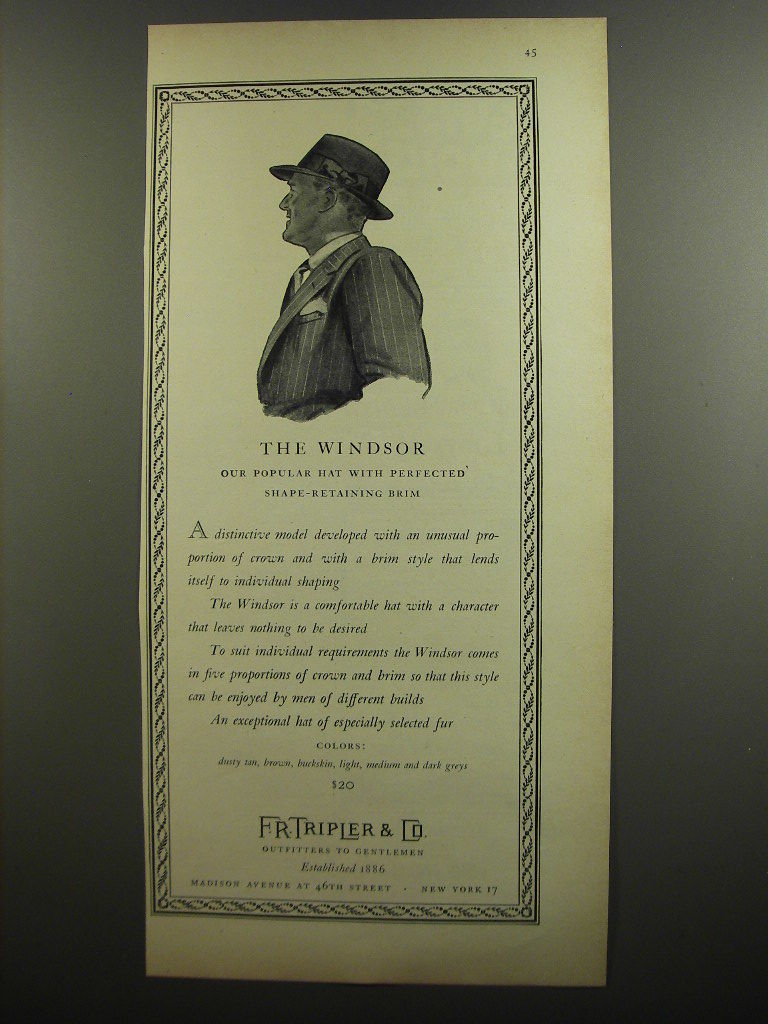 45
THE WINDSOR
OUR POPULAR HAT WITH PERFECTED
SHAPE-RETAINING BRIM
A distinctive model developed with an unusual pro-
portion of crown and with a brim style that lends
itself to individual shaping
The Windsor is a comfortable hat with a character
that leaves nothing to be desired
To suit individual requirements the Windsor comes
in five proportions of crown and brim so that this style
can be enjoyed by men of different builds
An exceptional hat of especially selected fur
COLORS:
dusty tan, brown, buckskin, light, medium and dark greys
$20
F.R. TRIPLER & CO.
OUTFITTERS TO GENTLEMEN
Established 1886
MADISON AVENUE AT 46TH STREET · NEW YORK 17